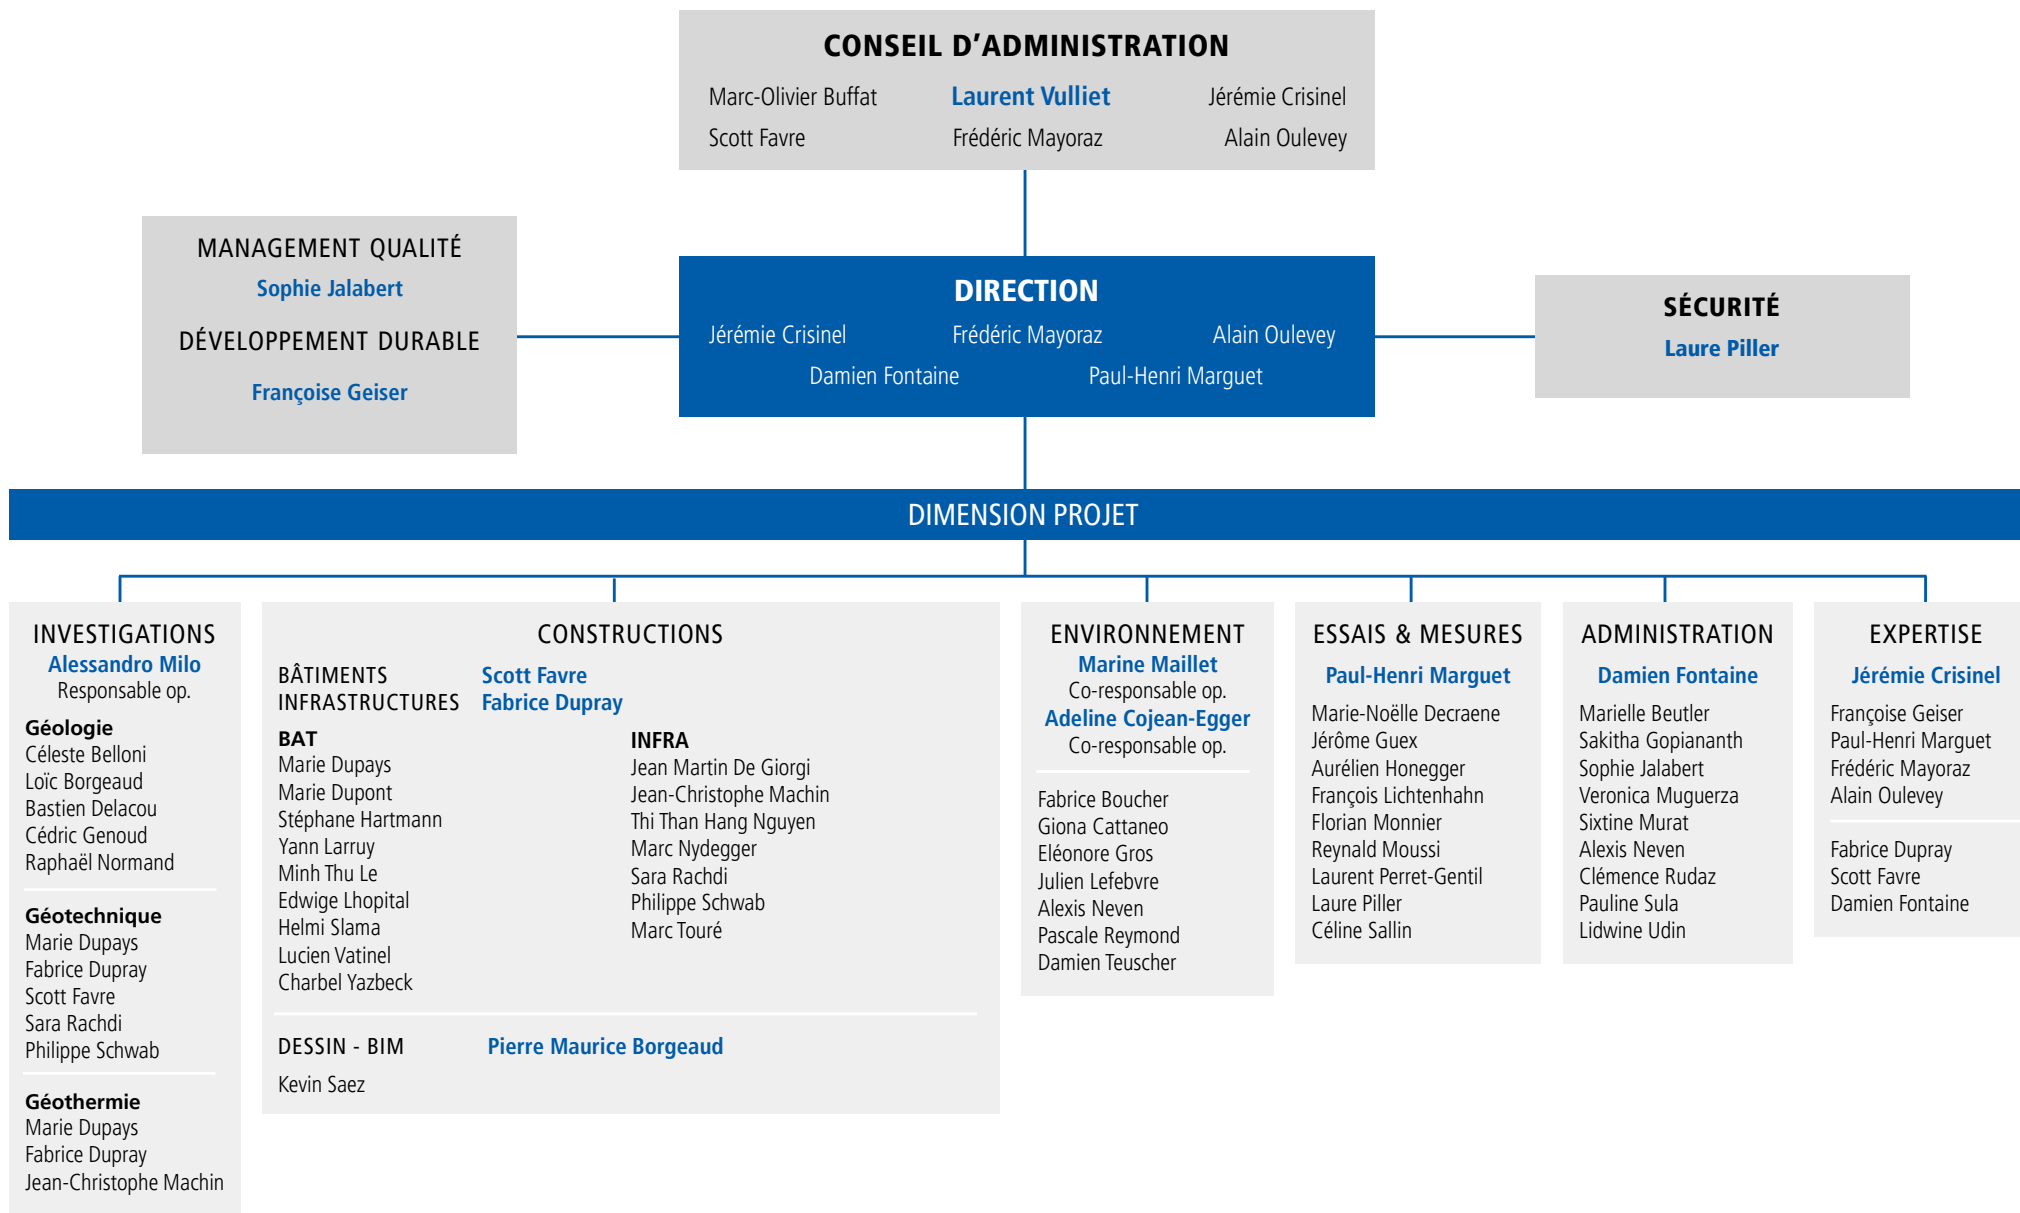 CONSEIL D’ADMINISTRATION
Marc-Olivier Buffat Laurent Vulliet Jérémie Crisinel
Scott Favre Frédéric Mayoraz Alain Oulevey
MANAGEMENT QUALITÉ
Sophie Jalabert
DÉVELOPPEMENT DURABLE
Françoise Geiser
DIRECTION
Jérémie Crisinel Frédéric Mayoraz Alain Oulevey
Damien Fontaine Paul-Henri Marguet
SÉCURITÉ
Laure Piller
DIMENSION PROJET
INVESTIGATIONS
Alessandro Milo
Responsable op.
Géologie
Céleste Belloni
Loïc Borgeaud
Bastien Delacou
Cédric Genoud
Raphaël Normand
Géotechnique
Marie Dupays
Fabrice Dupray
Scott Favre
Sara Rachdi
Philippe Schwab
Géothermie
Marie Dupays
Fabrice Dupray
Jean-Christophe Machin
CONSTRUCTIONS
BÂTIMENTS Scott Favre
INFRASTRUCTURES Fabrice Dupray
BAT
Marie Dupays
Marie Dupont
Stéphane Hartmann
Yann Larruy
Minh Thu Le
Edwige Lhopital
Helmi Slama
Lucien Vatinel
Charbel Yazbeck
INFRA
Jean Martin De Giorgi
Jean-Christophe Machin
Thi Than Hang Nguyen
Marc Nydegger
Sara Rachdi
Philippe Schwab
Marc Touré
DESSIN - BIM Pierre Maurice Borgeaud
Kevin Saez
ENVIRONNEMENT
Marine Maillet
Co-responsable op.
Adeline Cojean-Egger
Co-responsable op.
Fabrice Boucher
Giona Cattaneo
Eléonore Gros
Julien Lefebvre
Alexis Neven
Pascale Reymond
Damien Teuscher
ESSAIS & MESURES
Paul-Henri Marguet
Marie-Noëlle Decraene
Jérôme Guex
Aurélien Honegger
François Lichtenhahn
Florian Monnier
Reynald Moussi
Laurent Perret-Gentil
Laure Piller
Céline Sallin
ADMINISTRATION
Damien Fontaine
Marielle Beutler
Sakitha Gopiananth
Sophie Jalabert
Veronica Muguerza
Sixtine Murat
Alexis Neven
Clémence Rudaz
Pauline Sula
Lidwine Udin
EXPERTISE
Jérémie Crisinel
Françoise Geiser
Paul-Henri Marguet
Frédéric Mayoraz
Alain Oulevey
Fabrice Dupray
Scott Favre
Damien Fontaine